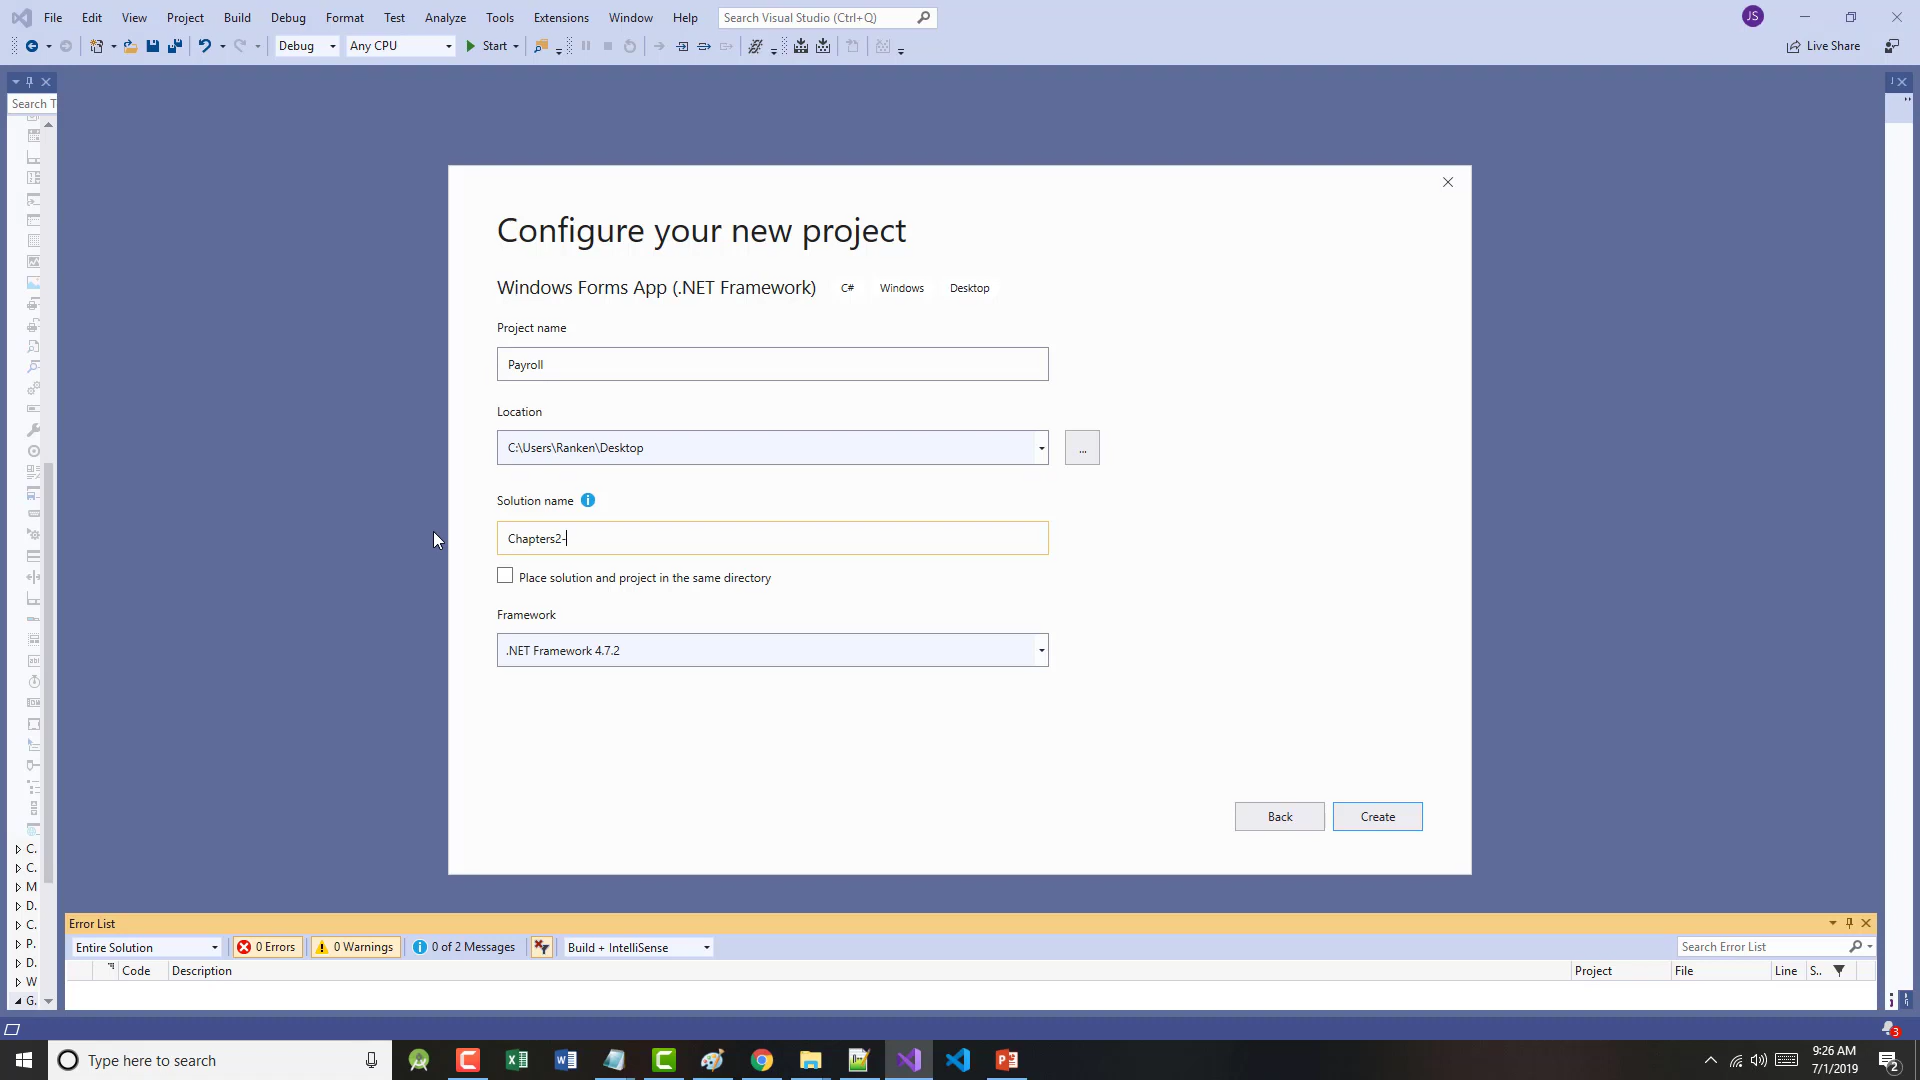 File Edit View Project Build Debug Format Test Analyze Tools Extensions Window Help Search Visual Studio (Ctrl+Q) JS
Debug Any CPU Start Live Share
Search T
Configure your new project
Windows Forms App (.NET Framework) C# Windows Desktop
Project name
Payroll
Location
C:\Users\Ranken\Desktop
...
Solution name
Chapters2-
Place solution and project in the same directory
Framework
.NET Framework 4.7.2
Back Create
C.
C.
M
D.
C.
P.
D.
W
G.
Error List
Entire Solution 0 Errors 0 Warnings 0 of 2 Messages Build + IntelliSense Search Error List
Code Description Project File Line S..
3
Type here to search
9:26 AM
7/1/2019
2